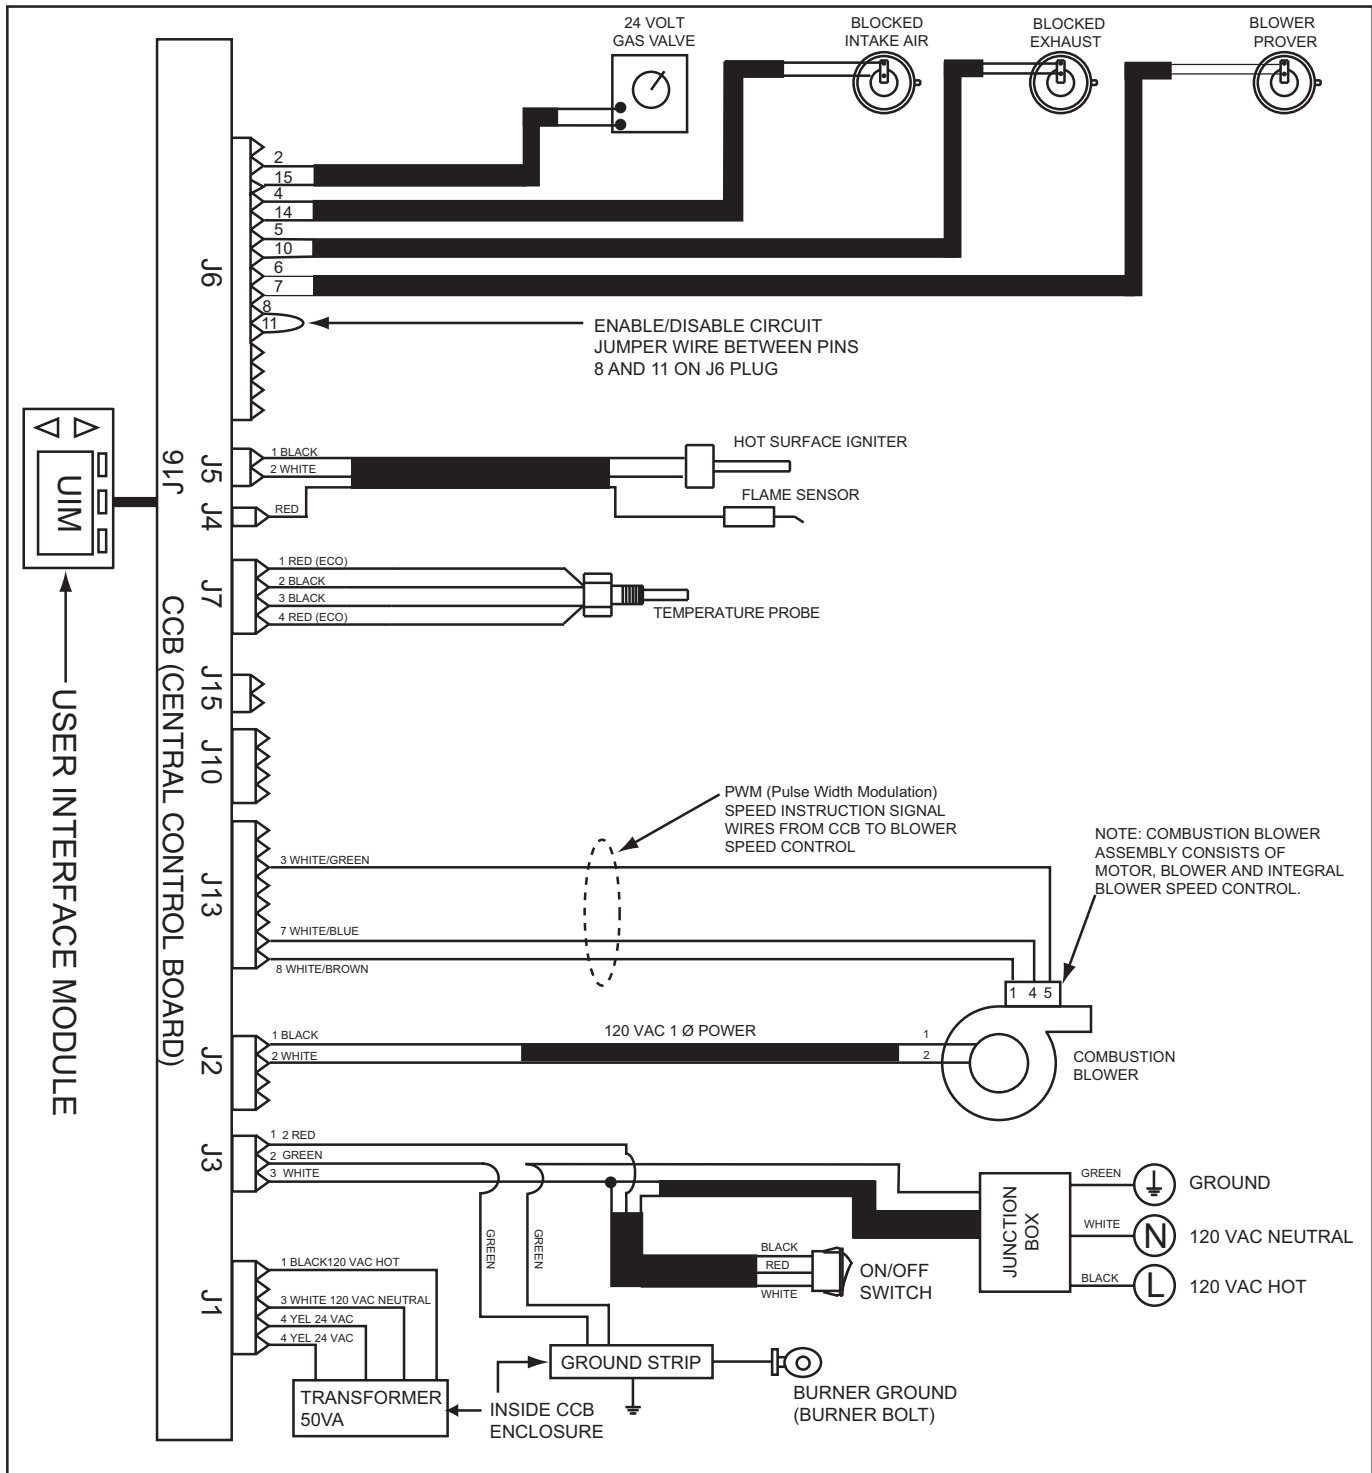 24 VOLT
GAS VALVE
BLOCKED
INTAKE AIR
BLOCKED
EXHAUST
BLOWER
PROVER
2
15
4
14
5
10
6
7
8
11
J6
ENABLE/DISABLE CIRCUIT
JUMPER WIRE BETWEEN PINS
8 AND 11 ON J6 PLUG
UIM
USER INTERFACE MODULE
J16
CCB (CENTRAL CONTROL BOARD)
J5
1 BLACK
2 WHITE
HOT SURFACE IGNITER
J4
RED
FLAME SENSOR
J7
1 RED (ECO)
2 BLACK
3 BLACK
4 RED (ECO)
TEMPERATURE PROBE
J15
J10
PWM (Pulse Width Modulation)
SPEED INSTRUCTION SIGNAL
WIRES FROM CCB TO BLOWER
SPEED CONTROL
NOTE: COMBUSTION BLOWER
ASSEMBLY CONSISTS OF
MOTOR, BLOWER AND INTEGRAL
BLOWER SPEED CONTROL.
J13
3 WHITE/GREEN
7 WHITE/BLUE
8 WHITE/BROWN
1 4 5
J2
1 BLACK
2 WHITE
120 VAC 1 Ø POWER
1
2
COMBUSTION
BLOWER
J3
1 2 RED
2 GREEN
3 WHITE
GREEN
GREEN
BLACK
RED
WHITE
ON/OFF
SWITCH
JUNCTION
BOX
GREEN
GROUND
WHITE
N
120 VAC NEUTRAL
BLACK
L
120 VAC HOT
J1
1 BLACK120 VAC HOT
3 WHITE 120 VAC NEUTRAL
4 YEL 24 VAC
4 YEL 24 VAC
TRANSFORMER
50VA
INSIDE CCB
ENCLOSURE
GROUND STRIP
BURNER GROUND
(BURNER BOLT)